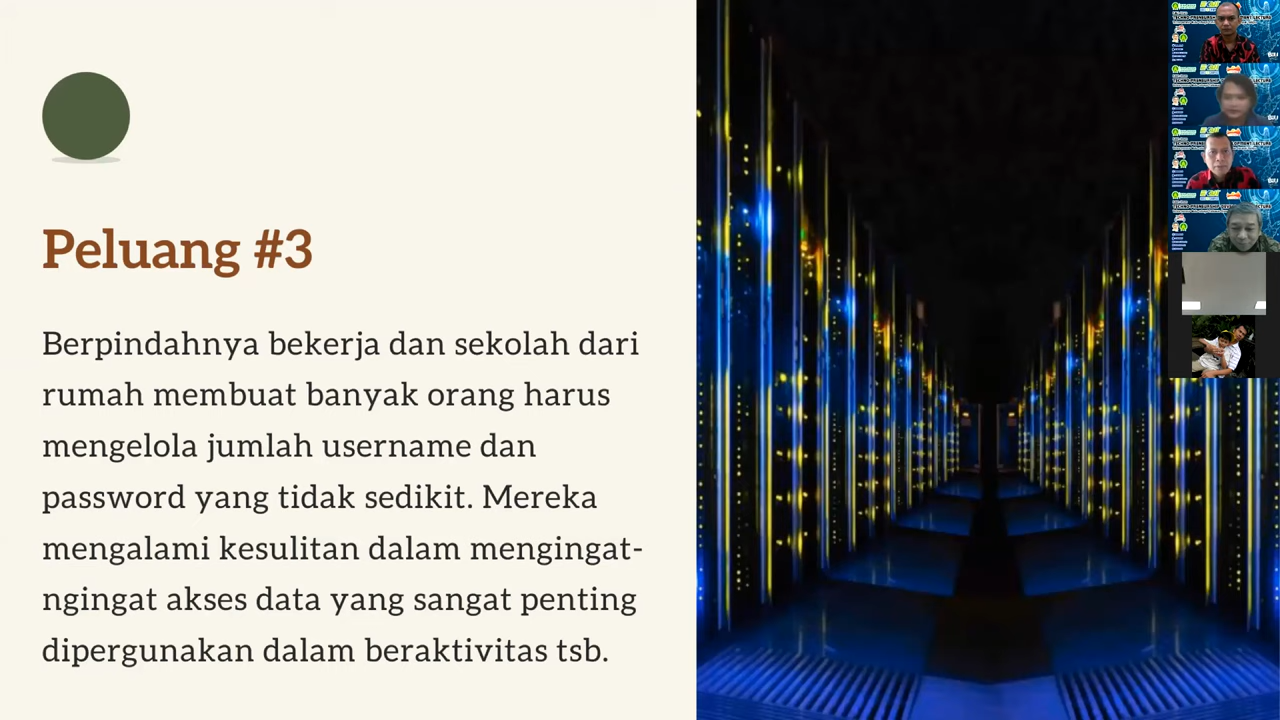 Peluang #3
Berpindahnya bekerja dan sekolah dari
rumah membuat banyak orang harus
mengelola jumlah username dan
password yang tidak sedikit. Mereka
mengalami kesulitan dalam mengingat-
ngingat akses data yang sangat penting
dipergunakan dalam beraktivitas tsb.